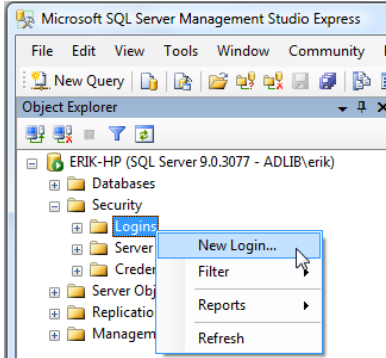 Microsoft SQL Server Management Studio Express
File Edit View Tools Window Community
New Query
Object Explorer
ERIK-HP (SQL Server 9.0.3077 - ADLIB\erik)
Databases
Security
Logins
New Login...
Server
Filter
Creden
Server Obj
Reports
Replicatio
Managem
Refresh